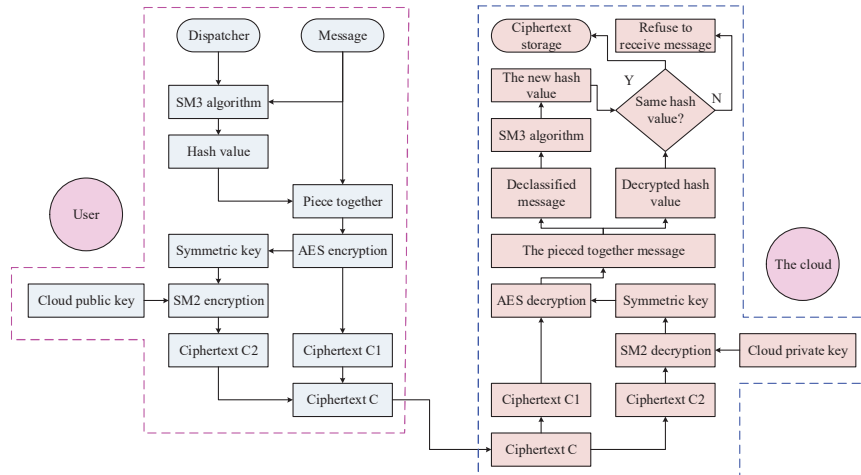 Dispatcher
Message
SM3 algorithm
Hash value
Piece together
User
Symmetric key
AES encryption
Cloud public key
SM2 encryption
Ciphertext C2
Ciphertext C1
Ciphertext C
Ciphertext
storage
Refuse to
receive message
The new hash
value
Y
Same hash
value?
N
SM3 algorithm
Declassified
message
Decrypted hash
value
The pieced together message
The cloud
AES decryption
Symmetric key
SM2 decryption
Cloud private key
Ciphertext C1
Ciphertext C2
Ciphertext C